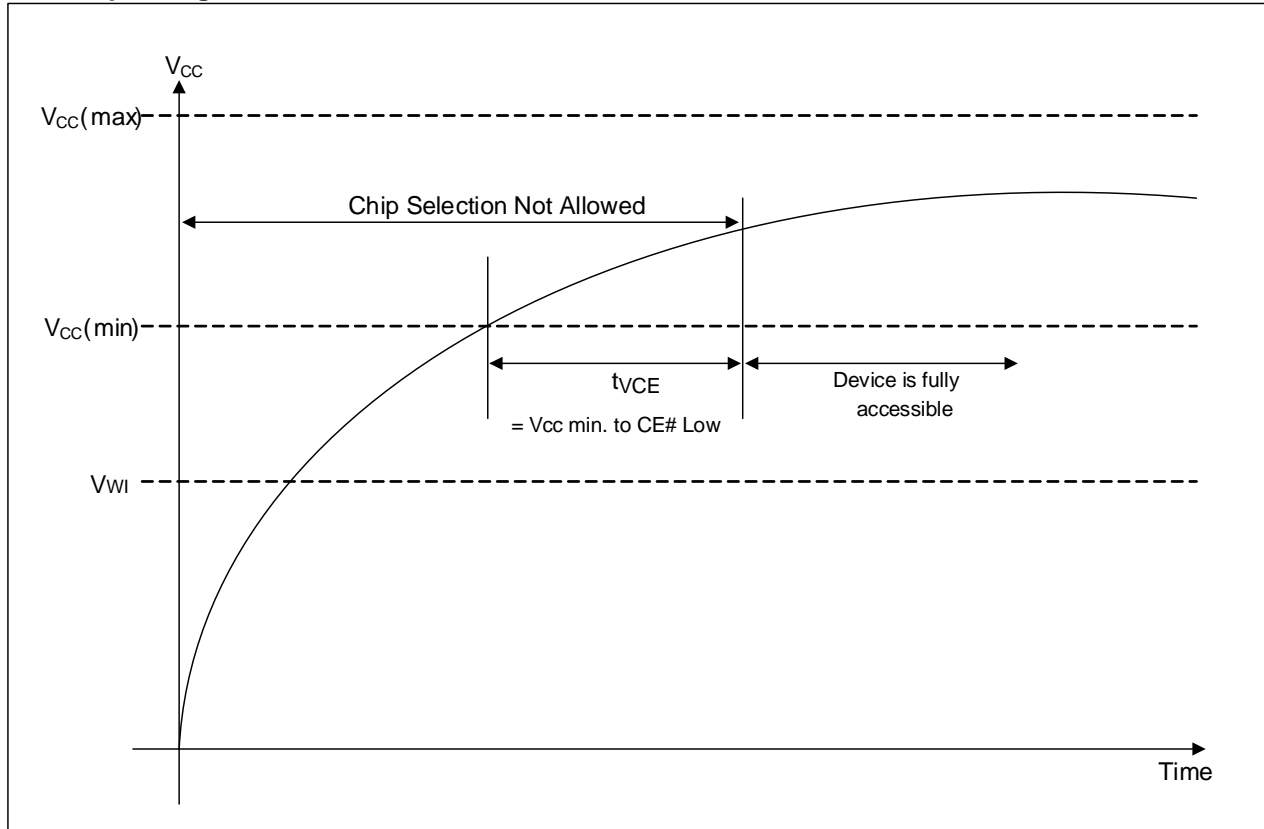 VCC
VCC(max)
Chip Selection Not Allowed
VCC(min)
tVCE
= Vcc min. to CE# Low
Device is fully
accessible
VWI
Time